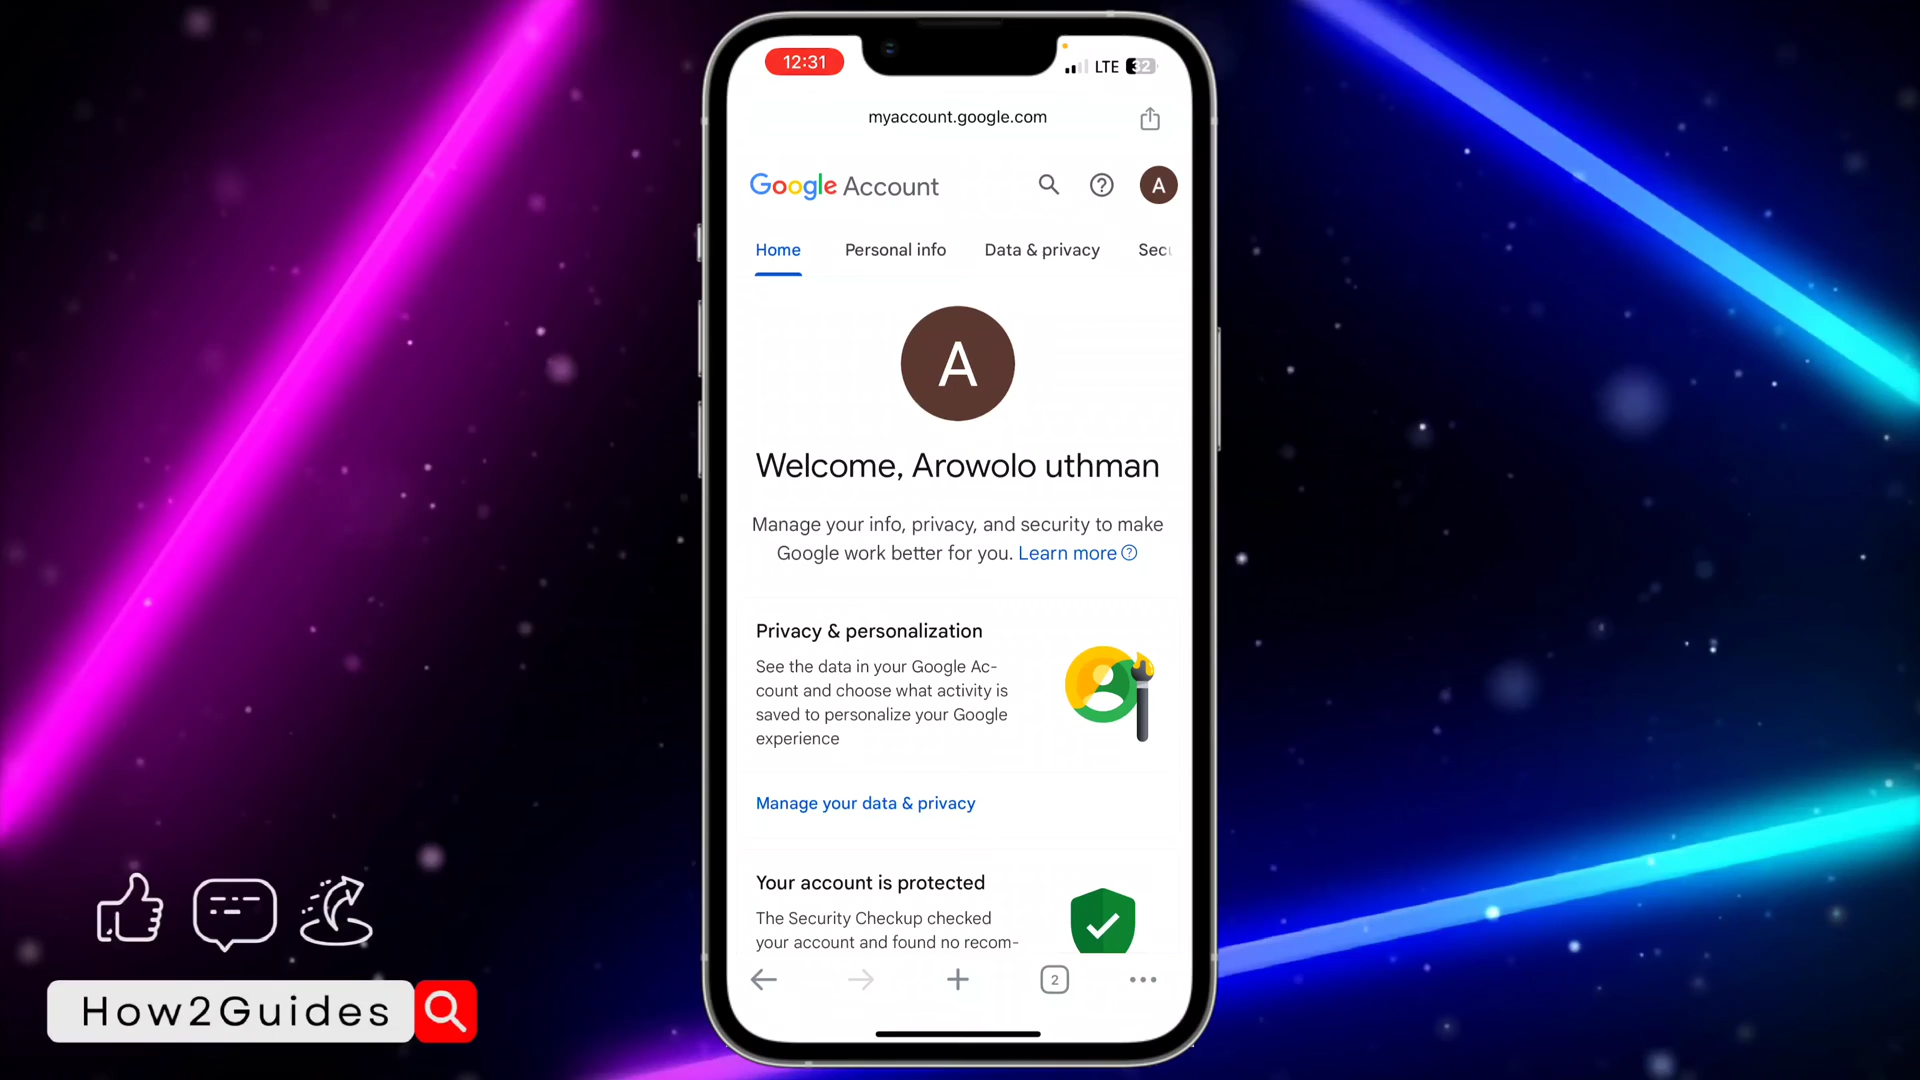 12:31
LTE
32
myaccount.google.com
Google Account
A
Home
Personal info
Data & privacy
Secu
A
Welcome, Arowolo uthman
Manage your info, privacy, and security to make
Google work better for you. Learn more
Privacy & personalization
See the data in your Google Ac-
count and choose what activity is
saved to personalize your Google
experience
Manage your data & privacy
Your account is protected
The Security Checkup checked
your account and found no recom-
2
How2Guides